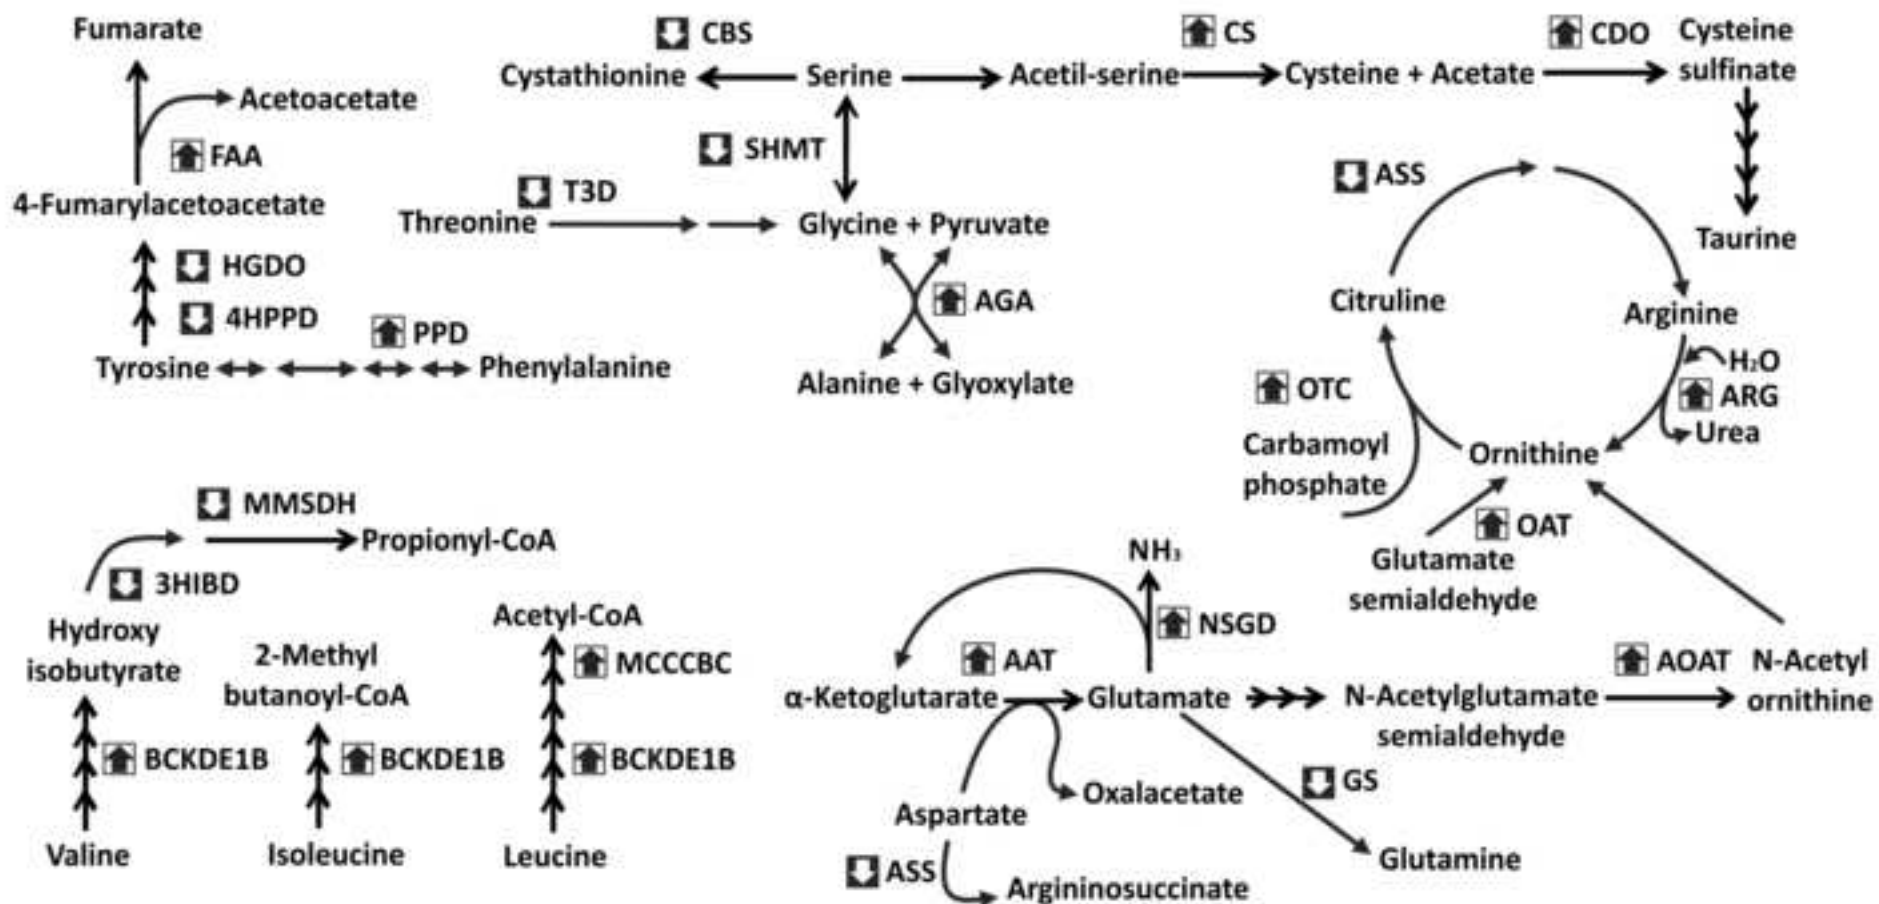 Fumarate
Acetoacetate
FAA
4-Fumarylacetoacetate
HGDO
4HPPD
PPD
Tyrosine
Phenylalanine
CBS
Cystathionine
Serine
Acetil-serine
CS
Cysteine + Acetate
CDO
Cysteine
sulfinate
Taurine
SHMT
T3D
Threonine
Glycine + Pyruvate
AGA
Alanine + Glyoxylate
ASS
Citruline
Arginine
H₂O
ARG
Urea
OTC
Carbamoyl
phosphate
Ornithine
OAT
Glutamate
semialdehyde
MMSDH
Propionyl-CoA
3HIBD
Hydroxy
isobutyrate
BCKDE1B
Valine
2-Methyl
butanoyl-CoA
BCKDE1B
Isoleucine
Acetyl-CoA
MCCCBC
BCKDE1B
Leucine
NH₃
NSGD
AAT
α-Ketoglutarate
Glutamate
N-Acetylglutamate
semialdehyde
AOAT
N-Acetyl
ornithine
Aspartate
Oxalacetate
GS
Glutamine
ASS
Argininosuccinate